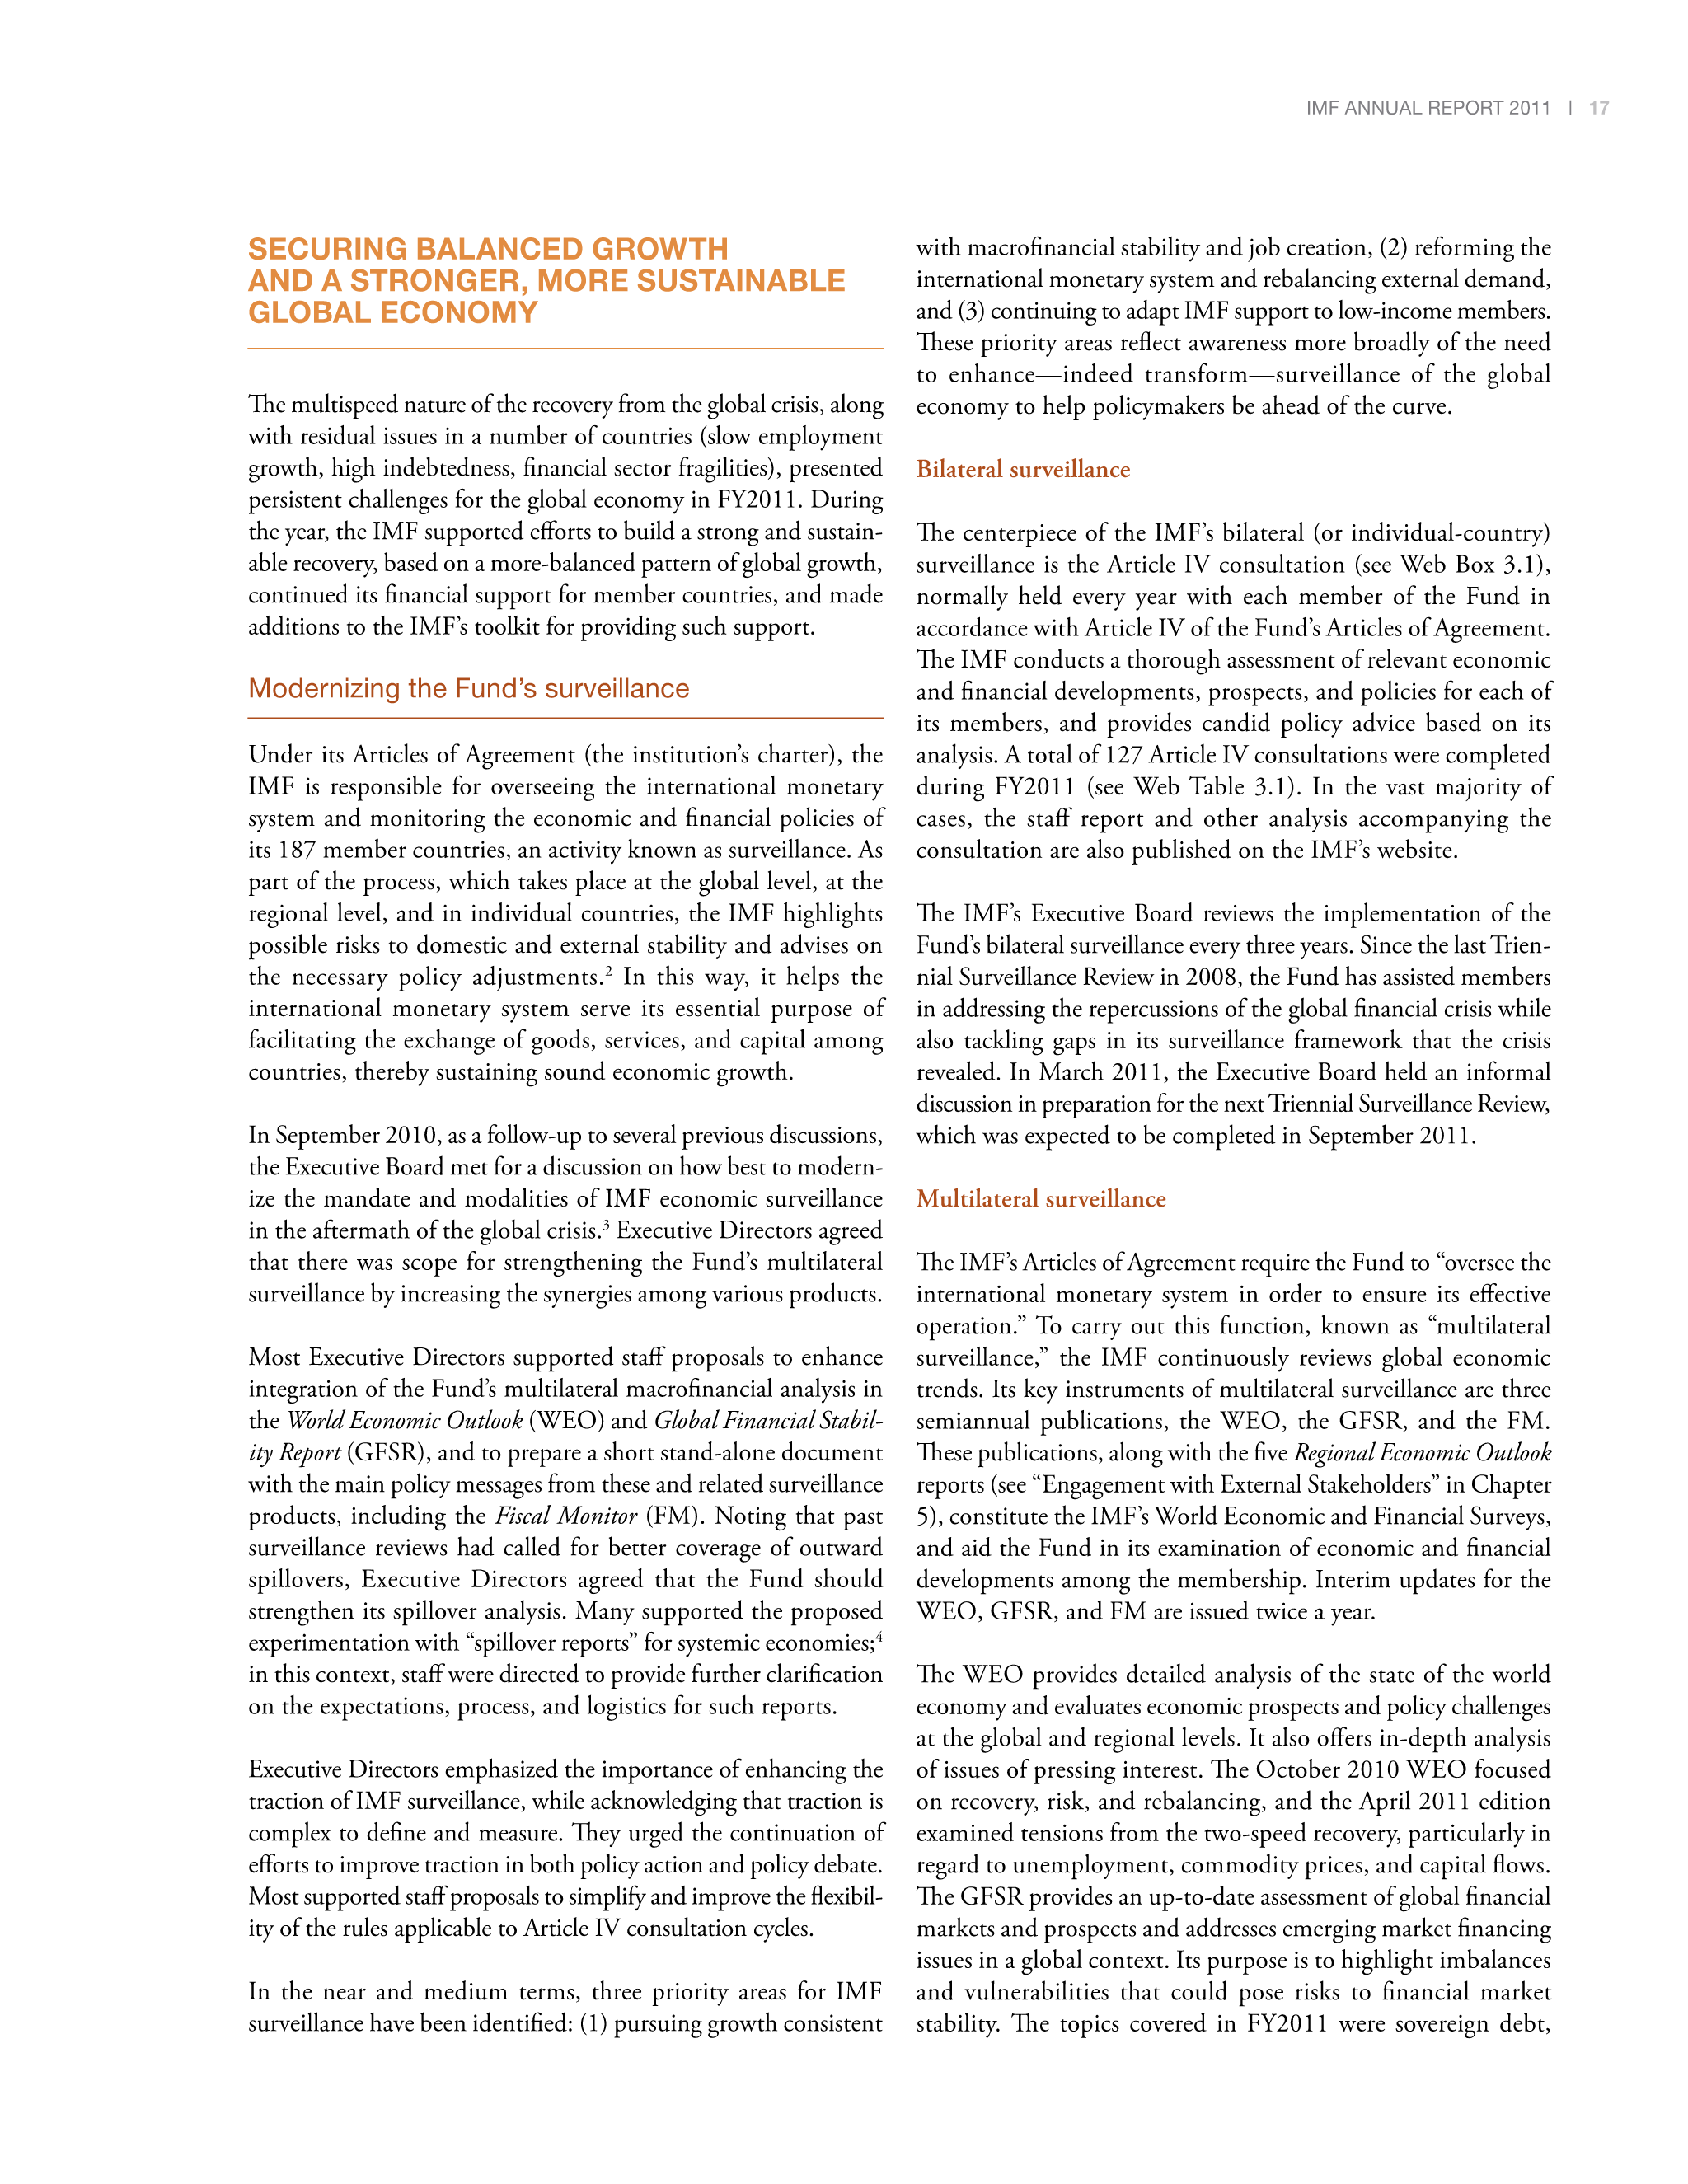 IMF ANNUAL REPORT 2011 | 17
SECURING BALANCED GROWTH
AND A STRONGER, MORE SUSTAINABLE
GLOBAL ECONOMY
The multispeed nature of the recovery from the global crisis, along
with residual issues in a number of countries (slow employment
growth, high indebtedness, financial sector fragilities), presented
persistent challenges for the global economy in FY2011. During
the year, the IMF supported efforts to build a strong and sustain-
able recovery, based on a more-balanced pattern of global growth,
continued its financial support for member countries, and made
additions to the IMF's toolkit for providing such support.
Modernizing the Fund's surveillance
Under its Articles of Agreement (the institution's charter), the
IMF is responsible for overseeing the international monetary
system and monitoring the economic and financial policies of
its 187 member countries, an activity known as surveillance. As
part of the process, which takes place at the global level, at the
regional level, and in individual countries, the IMF highlights
possible risks to domestic and external stability and advises on
the necessary policy adjustments.2 In this way, it helps the
international monetary system serve its essential purpose of
facilitating the exchange of goods, services, and capital among
countries, thereby sustaining sound economic growth.
In September 2010, as a follow-up to several previous discussions,
the Executive Board met for a discussion on how best to modern-
ize the mandate and modalities of IMF economic surveillance
in the aftermath of the global crisis.3 Executive Directors agreed
that there was scope for strengthening the Fund's multilateral
surveillance by increasing the synergies among various products.
Most Executive Directors supported staff proposals to enhance
integration of the Fund's multilateral macrofinancial analysis in
the World Economic Outlook (WEO) and Global Financial Stabil-
ity Report (GFSR), and to prepare a short stand-alone document
with the main policy messages from these and related surveillance
products, including the Fiscal Monitor (FM). Noting that past
surveillance reviews had called for better coverage of outward
spillovers, Executive Directors agreed that the Fund should
strengthen its spillover analysis. Many supported the proposed
experimentation with “spillover reports” for systemic economies;4
in this context, staff were directed to provide further clarification
on the expectations, process, and logistics for such reports.
Executive Directors emphasized the importance of enhancing the
traction of IMF surveillance, while acknowledging that traction is
complex to define and measure. They urged the continuation of
efforts to improve traction in both policy action and policy debate.
Most supported staff proposals to simplify and improve the flexibil-
ity of the rules applicable to Article IV consultation cycles.
In the near and medium terms, three priority areas for IMF
surveillance have been identified: (1) pursuing growth consistent
with macrofinancial stability and job creation, (2) reforming the
international monetary system and rebalancing external demand,
and (3) continuing to adapt IMF support to low-income members.
These priority areas reflect awareness more broadly of the need
to enhance—indeed transform—surveillance of the global
economy to help policymakers be ahead of the curve.
Bilateral surveillance
The centerpiece of the IMF's bilateral (or individual-country)
surveillance is the Article IV consultation (see Web Box 3.1),
normally held every year with each member of the Fund in
accordance with Article IV of the Fund's Articles of Agreement.
The IMF conducts a thorough assessment of relevant economic
and financial developments, prospects, and policies for each of
its members, and provides candid policy advice based on its
analysis. A total of 127 Article IV consultations were completed
during FY2011 (see Web Table 3.1). In the vast majority of
cases, the staff report and other analysis accompanying the
consultation are also published on the IMF's website.
The IMF's Executive Board reviews the implementation of the
Fund's bilateral surveillance every three years. Since the last Trien-
nial Surveillance Review in 2008, the Fund has assisted members
in addressing the repercussions of the global financial crisis while
also tackling gaps in its surveillance framework that the crisis
revealed. In March 2011, the Executive Board held an informal
discussion in preparation for the next Triennial Surveillance Review,
which was expected to be completed in September 2011.
Multilateral surveillance
The IMF's Articles of Agreement require the Fund to “oversee the
international monetary system in order to ensure its effective
operation.” To carry out this function, known as “multilateral
surveillance,” the IMF continuously reviews global economic
trends. Its key instruments of multilateral surveillance are three
semiannual publications, the WEO, the GFSR, and the FM.
These publications, along with the five Regional Economic Outlook
reports (see “Engagement with External Stakeholders” in Chapter
5), constitute the IMF's World Economic and Financial Surveys,
and aid the Fund in its examination of economic and financial
developments among the membership. Interim updates for the
WEO, GFSR, and FM are issued twice a year.
The WEO provides detailed analysis of the state of the world
economy and evaluates economic prospects and policy challenges
at the global and regional levels. It also offers in-depth analysis
of issues of pressing interest. The October 2010 WEO focused
on recovery, risk, and rebalancing, and the April 2011 edition
examined tensions from the two-speed recovery, particularly in
regard to unemployment, commodity prices, and capital flows.
The GFSR provides an up-to-date assessment of global financial
markets and prospects and addresses emerging market financing
issues in a global context. Its purpose is to highlight imbalances
and vulnerabilities that could pose risks to financial market
stability. The topics covered in FY2011 were sovereign debt,